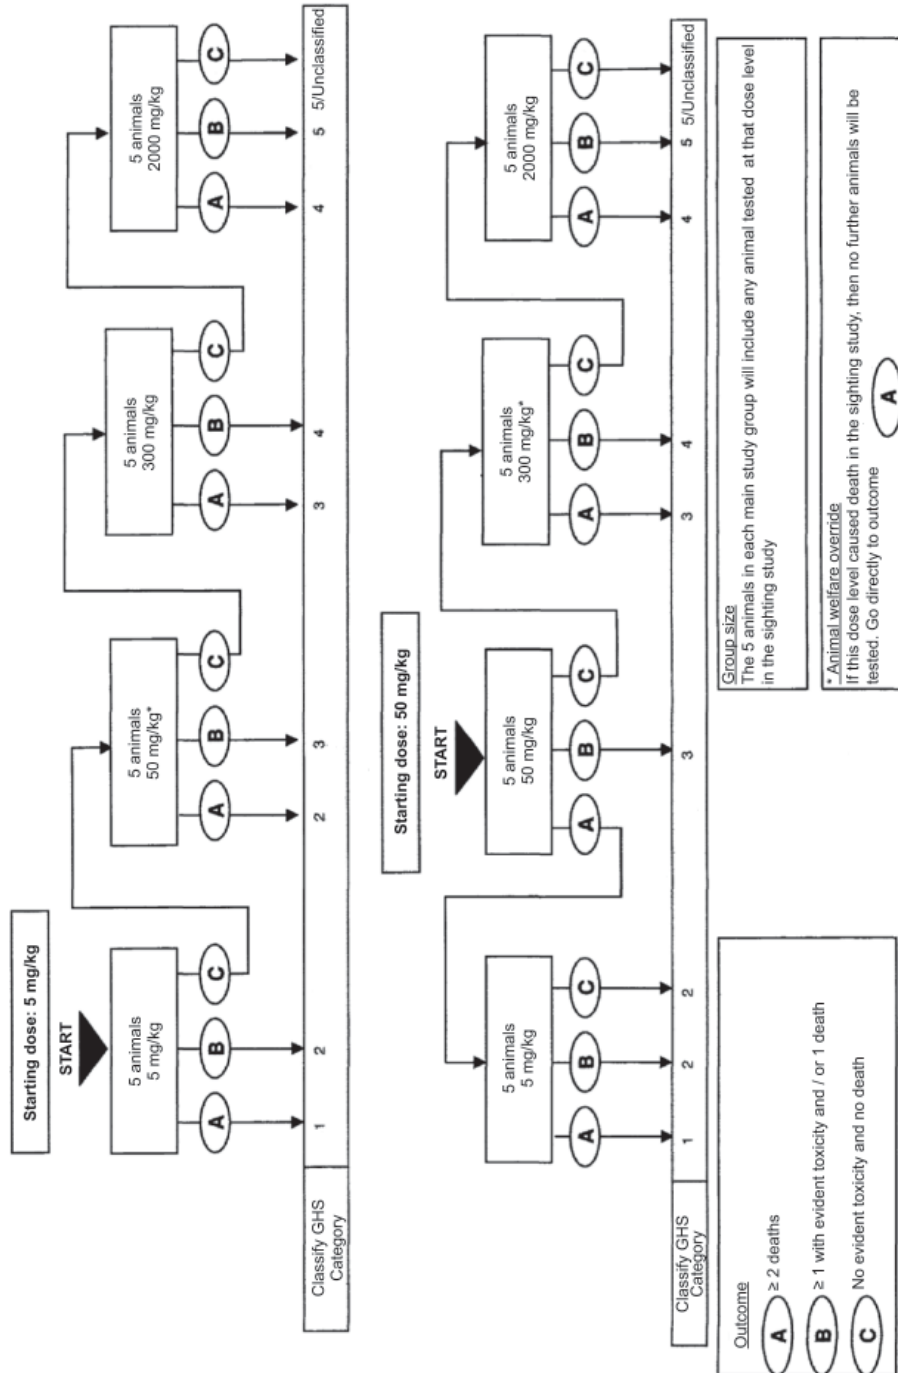 Starting dose: 5 mg/kg
START
5 animals
5 mg/kg
5 animals
50 mg/kg*
5 animals
300 mg/kg
5 animals
2000 mg/kg
A
B
C
A
B
C
A
B
C
A
B
C
Classify GHS
Category
1
2
2
3
3
4
4
5
5/Unclassified
Starting dose: 50 mg/kg
START
5 animals
5 mg/kg
5 animals
50 mg/kg
5 animals
300 mg/kg*
5 animals
2000 mg/kg
A
B
C
A
B
C
A
B
C
A
B
C
Classify GHS
Category
1
2
2
3
3
4
4
5
5/Unclassified
Outcome
A ≥ 2 deaths
B ≥ 1 with evident toxicity and / or 1 death
C No evident toxicity and no death
Group size
The 5 animals in each main study group will include any animal tested at that dose level
in the sighting study
* Animal welfare override
If this dose level caused death in the sighting study, then no further animals will be
tested. Go directly to outcome A